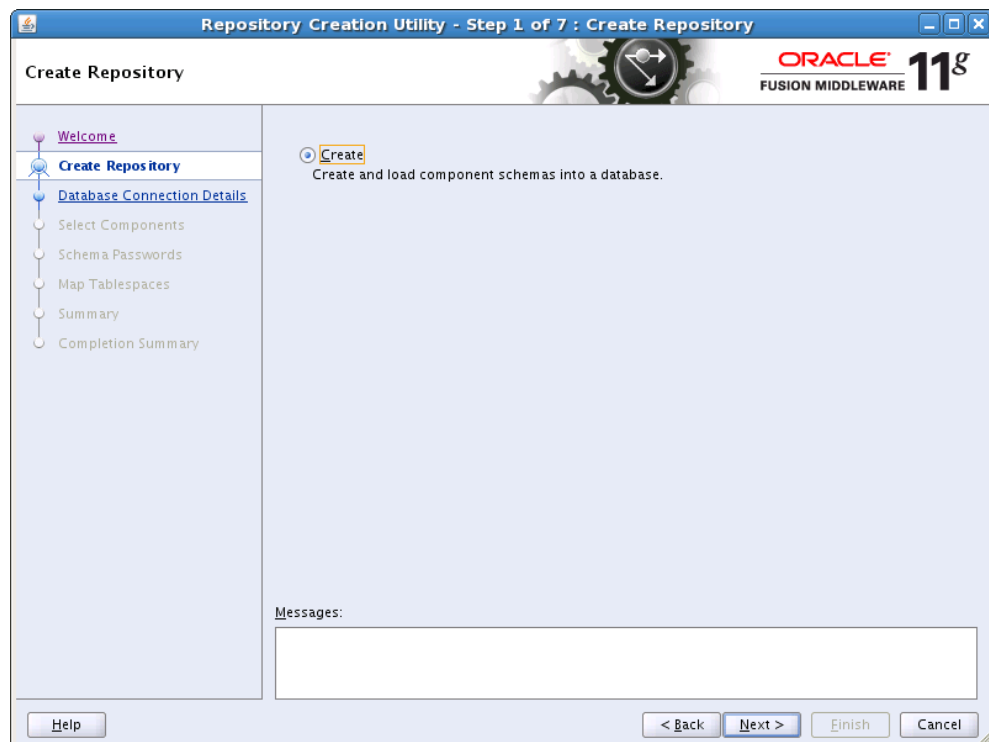 Repository Creation Utility - Step 1 of 7 : Create Repository
Create Repository
ORACLE
FUSION MIDDLEWARE
11g
Welcome
Create Repository
Database Connection Details
Select Components
Schema Passwords
Map Tablespaces
Summary
Completion Summary
Create
Create and load component schemas into a database.
Messages:
Help
< Back
Next >
Finish
Cancel